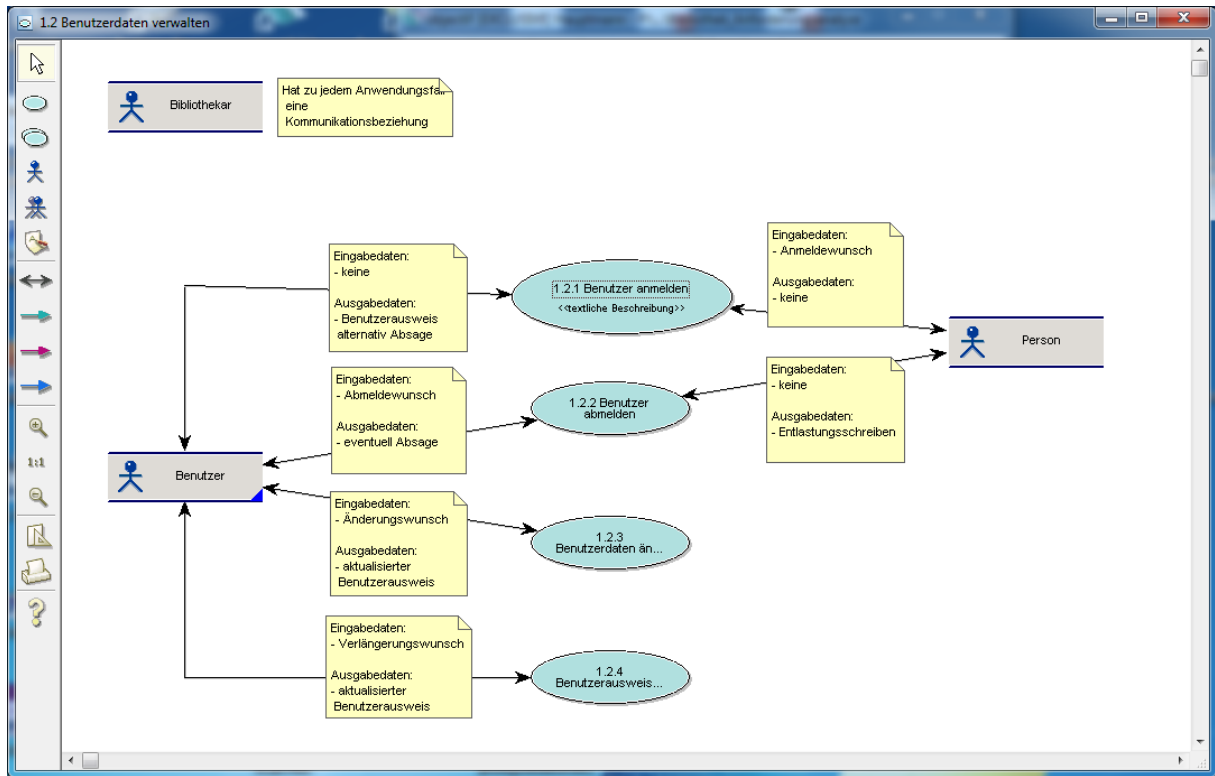 1.2 Benutzerdaten verwalten
Bibliothekar
Hat zu jedem Anwendungsfall
eine
Kommunikationsbeziehung
Eingabedaten:
- keine
Ausgabedaten:
- Benutzerausweis
alternativ Absage
1.2.1 Benutzer anmelden
<<textliche Beschreibung>>
Eingabedaten:
- Anmeldewunsch
Ausgabedaten:
- keine
Person
Eingabedaten:
- Abmeldewunsch
Ausgabedaten:
- eventuell Absage
1.2.2 Benutzer
abmelden
Eingabedaten:
- keine
Ausgabedaten:
- Entlastungsschreiben
1:1
Benutzer
Eingabedaten:
- Änderungswunsch
Ausgabedaten:
- aktualisierter
Benutzerausweis
1.2.3
Benutzerdaten än...
Eingabedaten:
- Verlängerungswunsch
Ausgabedaten:
- aktualisierter
Benutzerausweis
1.2.4
Benutzerausweis...